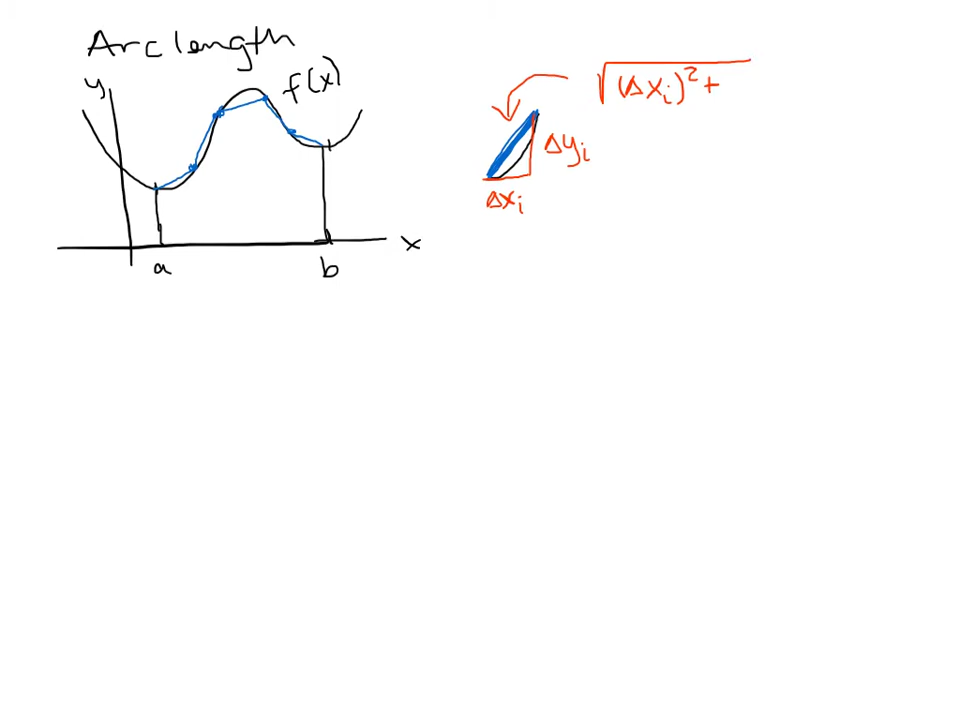 Arc length
y
f(x)
x
a
b
√(Δxᵢ)² +
Δyᵢ
Δxᵢ